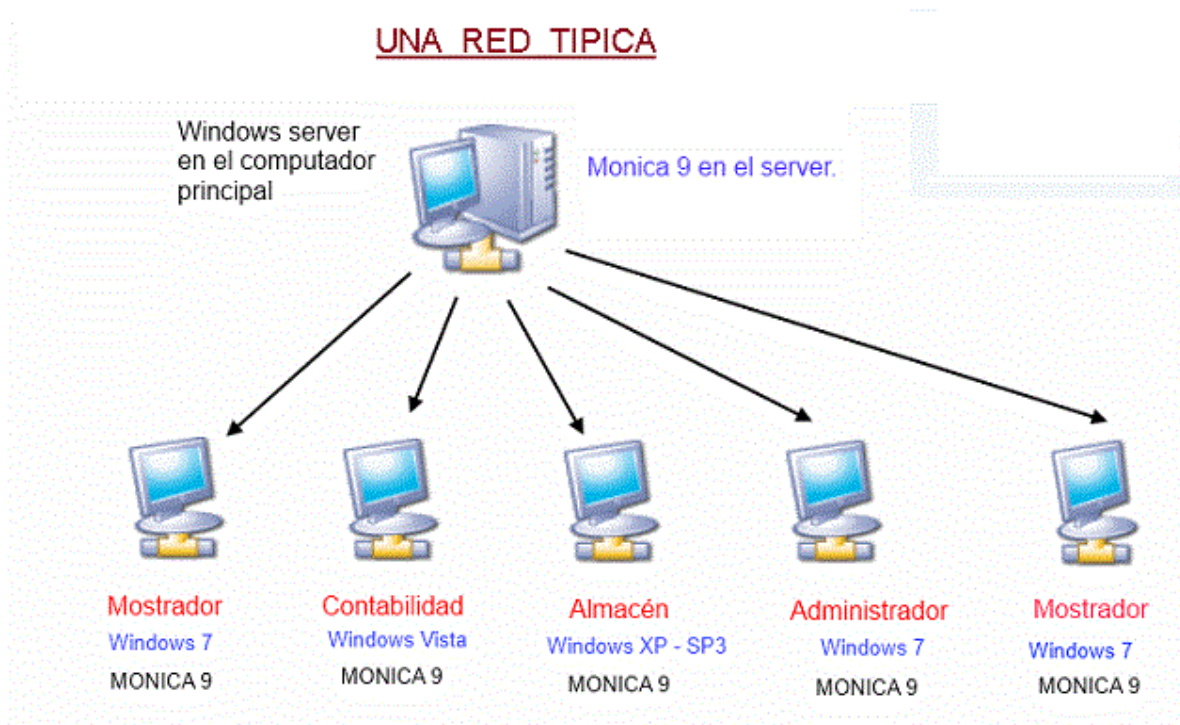 UNA RED TIPICA
Windows server
en el computador
principal
Monica 9 en el server.
Mostrador
Windows 7
MONICA 9
Contabilidad
Windows Vista
MONICA 9
Almacén
Windows XP - SP3
MONICA 9
Administrador
Windows 7
MONICA 9
Mostrador
Windows 7
MONICA 9